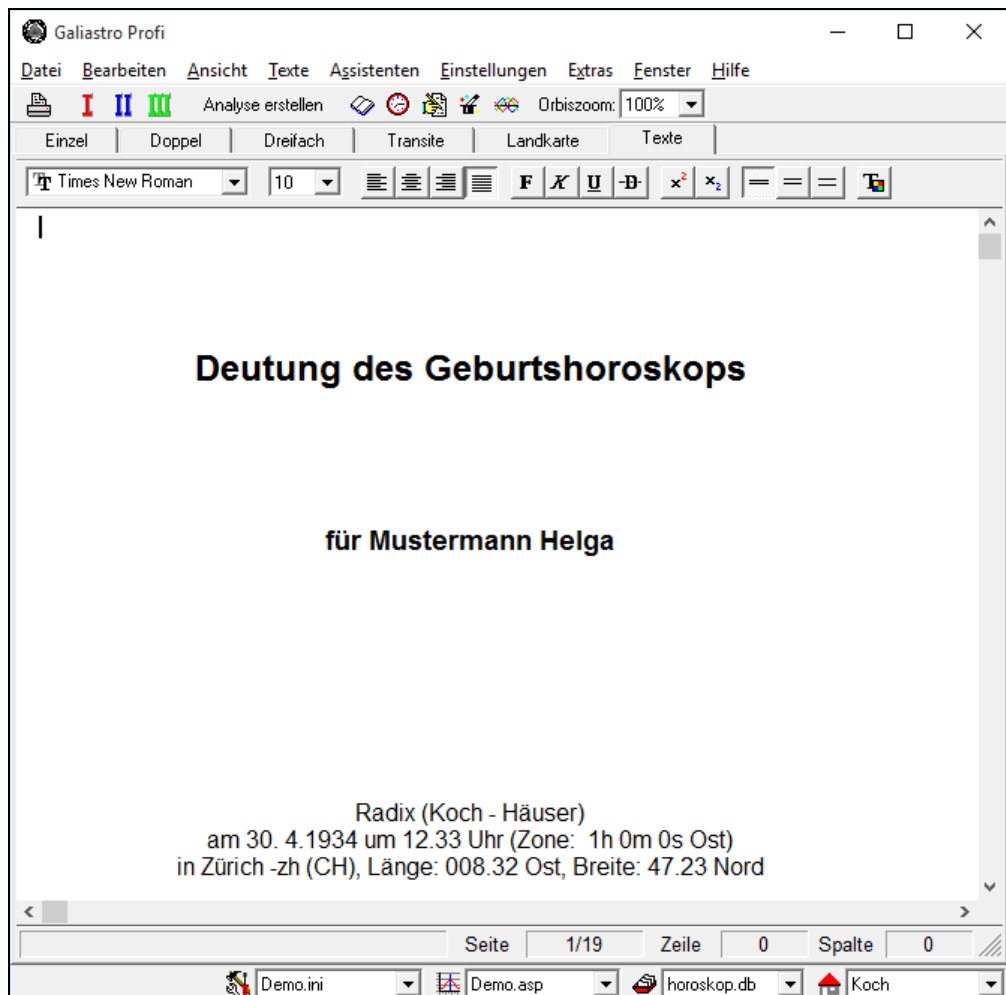 Galiastro Profi
Datei Bearbeiten Ansicht Texte Assistenten Einstellungen Extras Fenster Hilfe
I II III Analyse erstellen Orbiszoom: 100%
Einzel Doppel Dreifach Transite Landkarte Texte
Times New Roman 10 F K U -D- x² x₂ T
Deutung des Geburtshoroskops
für Mustermann Helga
Radix (Koch - Häuser)
am 30. 4.1934 um 12.33 Uhr (Zone:  1h 0m 0s Ost)
in Zürich -zh (CH), Länge: 008.32 Ost, Breite: 47.23 Nord
Seite 1/19 Zeile 0 Spalte 0
Demo.ini Demo.asp horoskop.db Koch